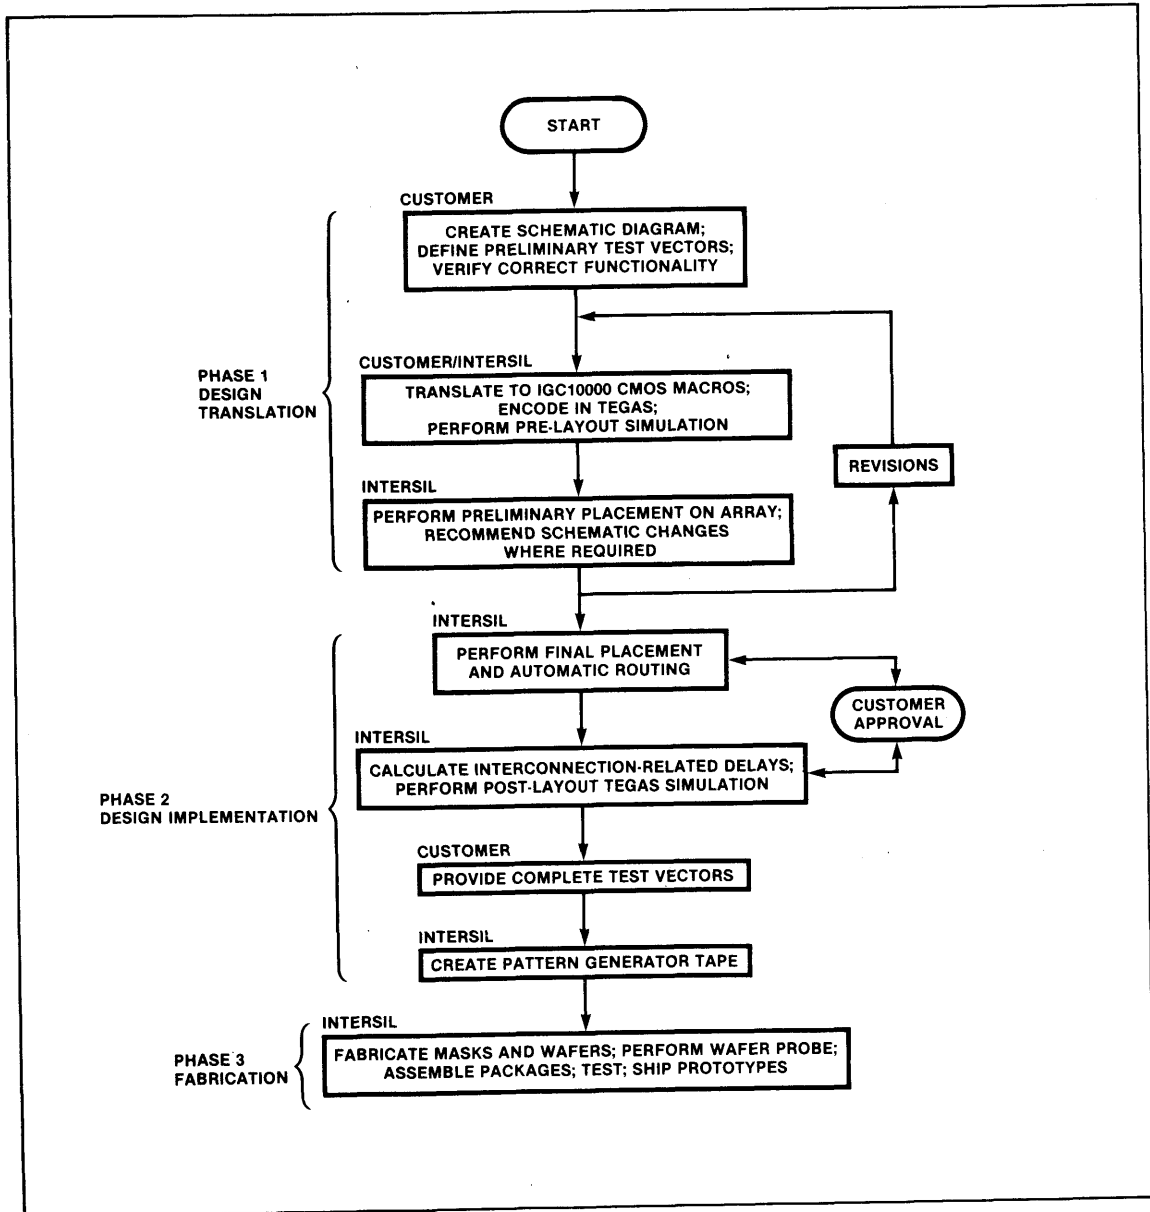 START
CUSTOMER
CREATE SCHEMATIC DIAGRAM;
DEFINE PRELIMINARY TEST VECTORS;
VERIFY CORRECT FUNCTIONALITY
PHASE 1
DESIGN
TRANSLATION
CUSTOMER/INTERSIL
TRANSLATE TO IGC10000 CMOS MACROS;
ENCODE IN TEGAS;
PERFORM PRE-LAYOUT SIMULATION
REVISIONS
INTERSIL
PERFORM PRELIMINARY PLACEMENT ON ARRAY;
RECOMMEND SCHEMATIC CHANGES
WHERE REQUIRED
INTERSIL
PERFORM FINAL PLACEMENT
AND AUTOMATIC ROUTING
CUSTOMER
APPROVAL
PHASE 2
DESIGN IMPLEMENTATION
INTERSIL
CALCULATE INTERCONNECTION-RELATED DELAYS;
PERFORM POST-LAYOUT TEGAS SIMULATION
CUSTOMER
PROVIDE COMPLETE TEST VECTORS
INTERSIL
CREATE PATTERN GENERATOR TAPE
PHASE 3
FABRICATION
INTERSIL
FABRICATE MASKS AND WAFERS; PERFORM WAFER PROBE;
ASSEMBLE PACKAGES; TEST; SHIP PROTOTYPES